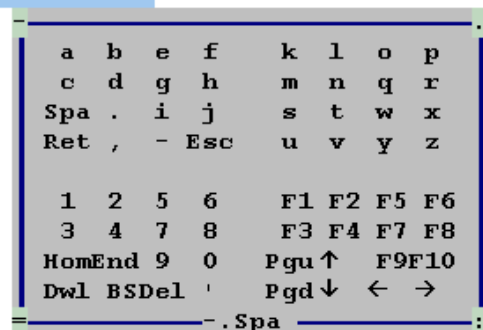 - .
a b e f k l o p
c d g h m n q r
Spa . i j s t w x
Ret , - Esc u v y z
1 2 5 6 F1 F2 F5 F6
3 4 7 8 F3 F4 F7 F8
HomEnd 9 0 Pgu↑ F9F10
Dwl BSDel ' Pgd↓ ← →
= -.Spa :